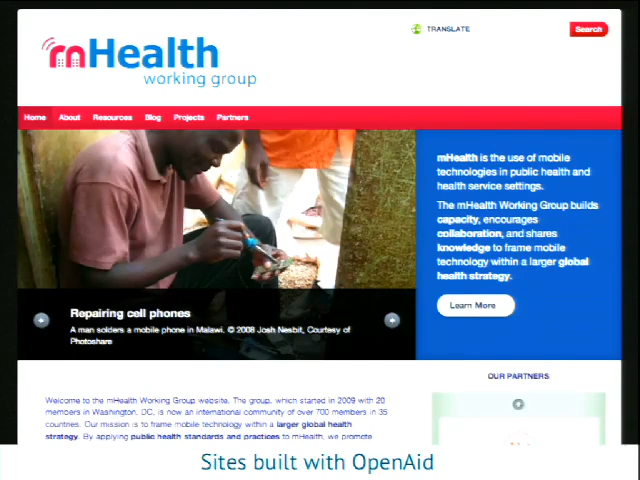 mHealth
working group
TRANSLATE
Search
Home About Resources Blog Projects Partners
mHealth is the use of mobile
technologies in public health and
health service settings.
The mHealth Working Group builds
capacity, encourages
collaboration, and shares
knowledge to frame mobile
technology within a larger global
health strategy.
Learn More
Repairing cell phones
A man solders a mobile phone in Malawi. © 2008 Josh Nesbit, Courtesy of
Photoshare
OUR PARTNERS
Welcome to the mHealth Working Group website. The group, which started in 2009 with 20
members in Washington, DC, is now an international community of over 700 members in 35
countries. Our mission is to frame mobile technology within a larger global health
strategy. By applying public health standards and practices to mHealth, we promote
Sites built with OpenAid